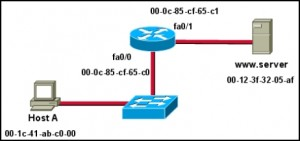 00-0c-85-cf-65-c1
fa0/1
fa0/0
www.server
00-0c-85-cf-65-c0
00-12-3f-32-05-af
Host A
00-1c-41-ab-c0-00